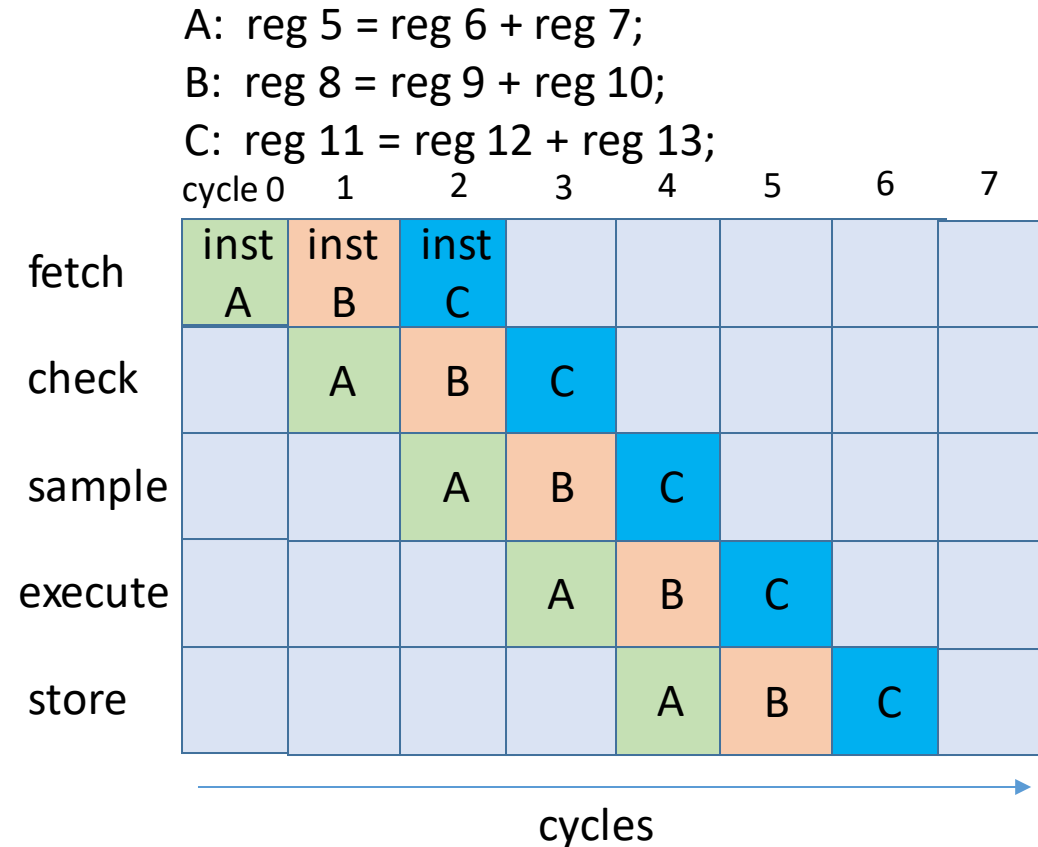 A: reg 5 = reg 6 + reg 7;
B: reg 8 = reg 9 + reg 10;
C: reg 11 = reg 12 + reg 13;
cycle 0 1 2 3 4 5 6 7
fetch inst A inst B inst C
check A B C
sample A B C
execute A B C
store A B C
cycles